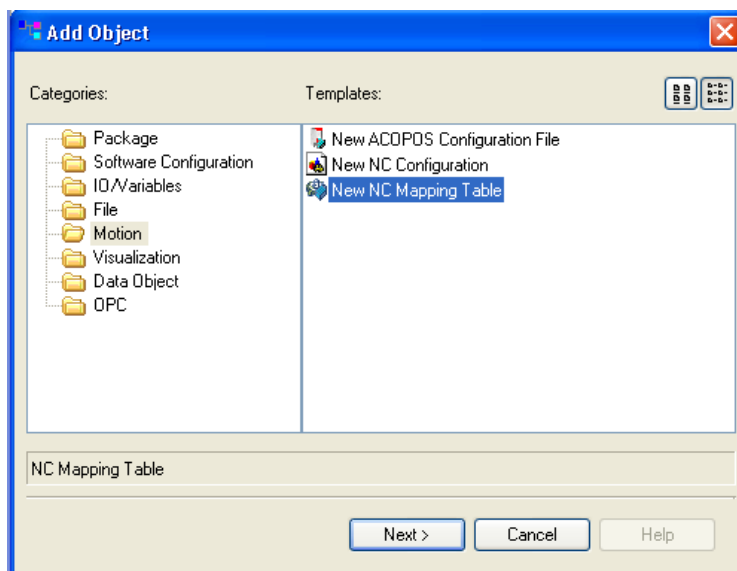 Add Object
Categories:
Templates:
Package
Software Configuration
IO/Variables
File
Motion
Visualization
Data Object
OPC
New ACOPOS Configuration File
New NC Configuration
New NC Mapping Table
NC Mapping Table
Next >
Cancel
Help